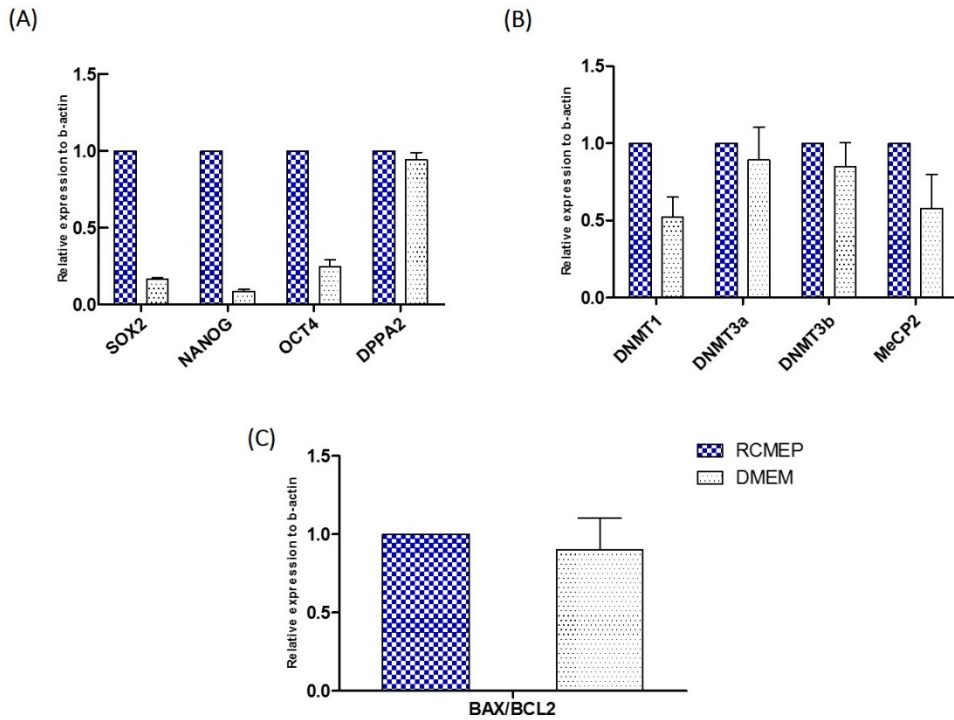 (A)
Relative expression to b-actin
1.5
1.0
0.5
0.0
SOX2
NANOG
OCT4
DPPA2
(B)
Relative expression to b-actin
1.5
1.0
0.5
0.0
DNMT1
DNMT3a
DNMT3b
MeCP2
(C)
Relative expression to b-actin
1.5
1.0
0.5
0.0
BAX/BCL2
RCMEP
DMEM